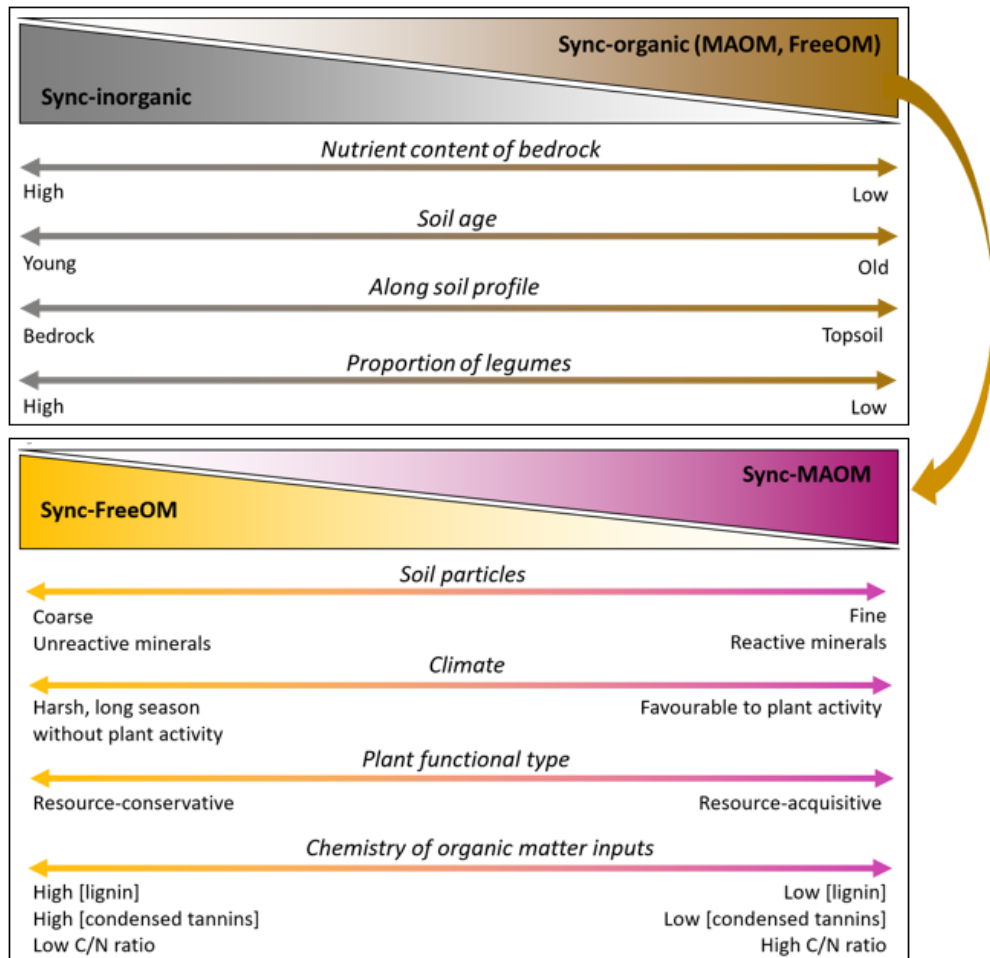 Sync-organic (MAOM, FreeOM)
Sync-inorganic
Nutrient content of bedrock
High Low
Soil age
Young Old
Along soil profile
Bedrock Topsoil
Proportion of legumes
High Low
Sync-MAOM
Sync-FreeOM
Soil particles
Coarse Fine
Unreactive minerals Reactive minerals
Climate
Harsh, long season Favourable to plant activity
without plant activity
Plant functional type
Resource-conservative Resource-acquisitive
Chemistry of organic matter inputs
High [lignin] Low [lignin]
High [condensed tannins] Low [condensed tannins]
Low C/N ratio High C/N ratio